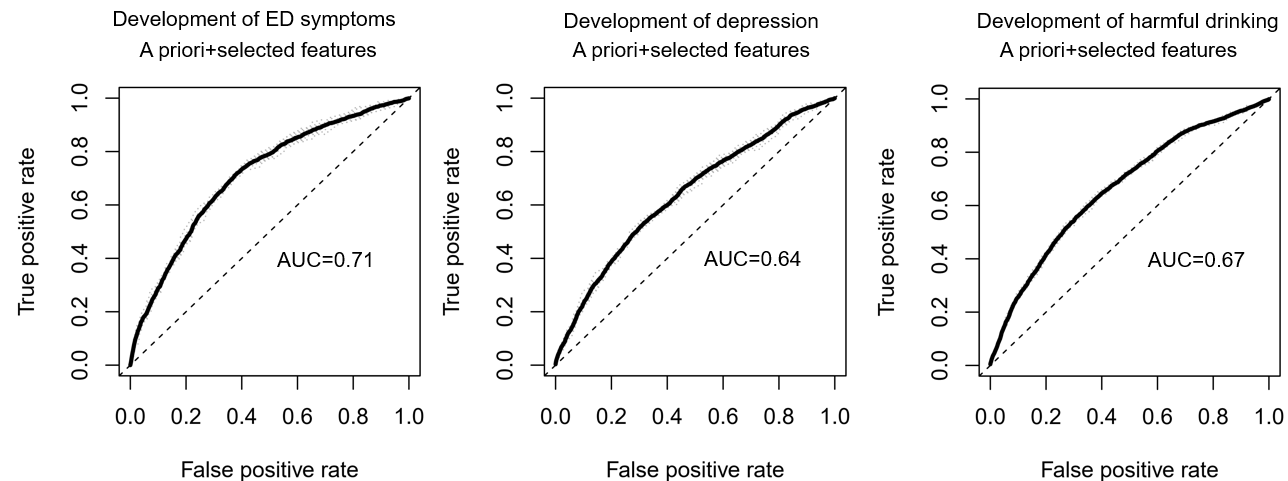 Development of ED symptoms
A priori+selected features
True positive rate
1.0
0.8
0.6
0.4
0.2
0.0
AUC=0.71
0.0 0.2 0.4 0.6 0.8 1.0
False positive rate
Development of depression
A priori+selected features
True positive rate
1.0
0.8
0.6
0.4
0.2
0.0
AUC=0.64
0.0 0.2 0.4 0.6 0.8 1.0
False positive rate
Development of harmful drinking
A priori+selected features
True positive rate
1.0
0.8
0.6
0.4
0.2
0.0
AUC=0.67
0.0 0.2 0.4 0.6 0.8 1.0
False positive rate